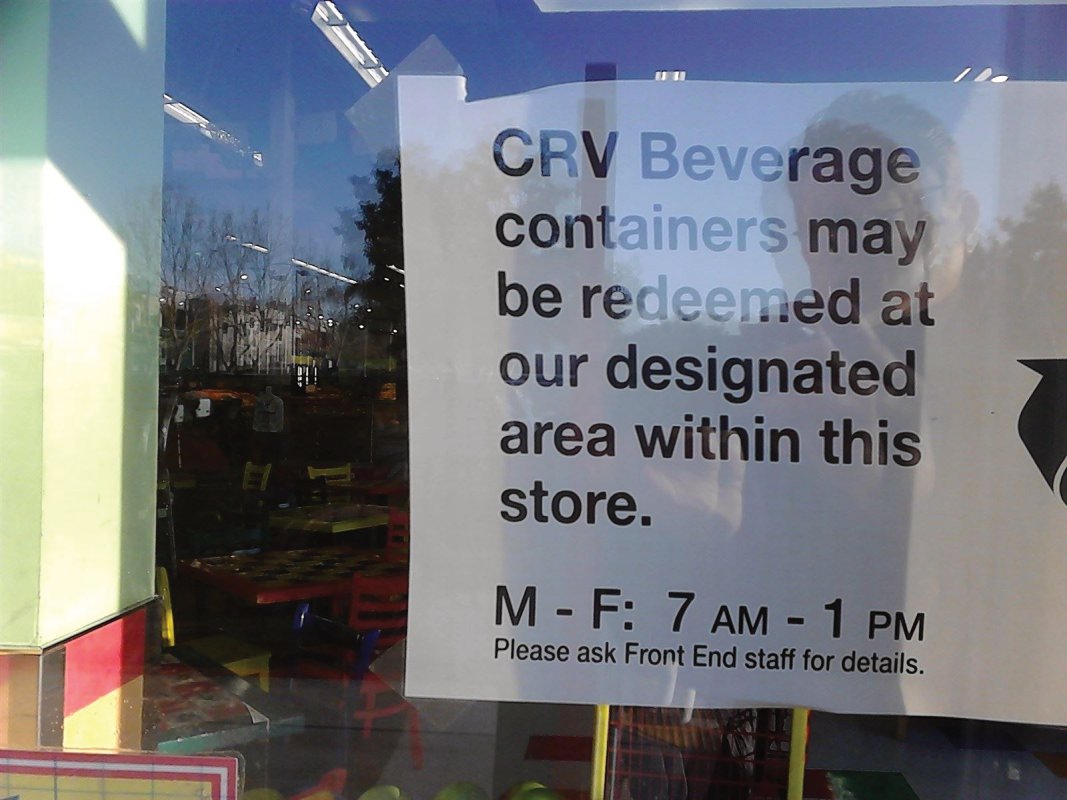 CRV Beverage
containers may
be redeemed at
our designated
area within this
store.
M - F: 7 AM - 1 PM
Please ask Front End staff for details.